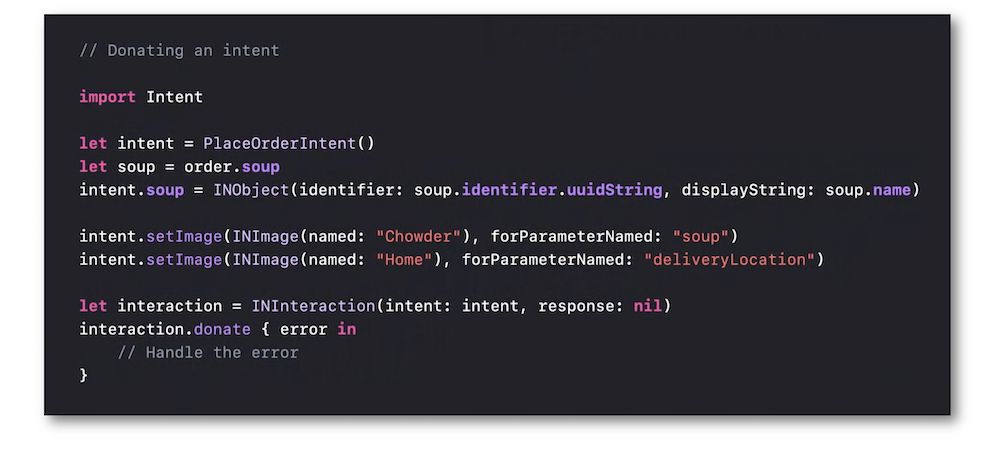 // Donating an intent
import Intent
let intent = PlaceOrderIntent()
let soup = order.soup
intent.soup = INObject(identifier: soup.identifier.uuidString, displayString: soup.name)
intent.setImage(INImage(named: "Chowder"), forParameterNamed: "soup")
intent.setImage(INImage(named: "Home"), forParameterNamed: "deliveryLocation")
let interaction = INInteraction(intent: intent, response: nil)
interaction.donate { error in
    // Handle the error
}